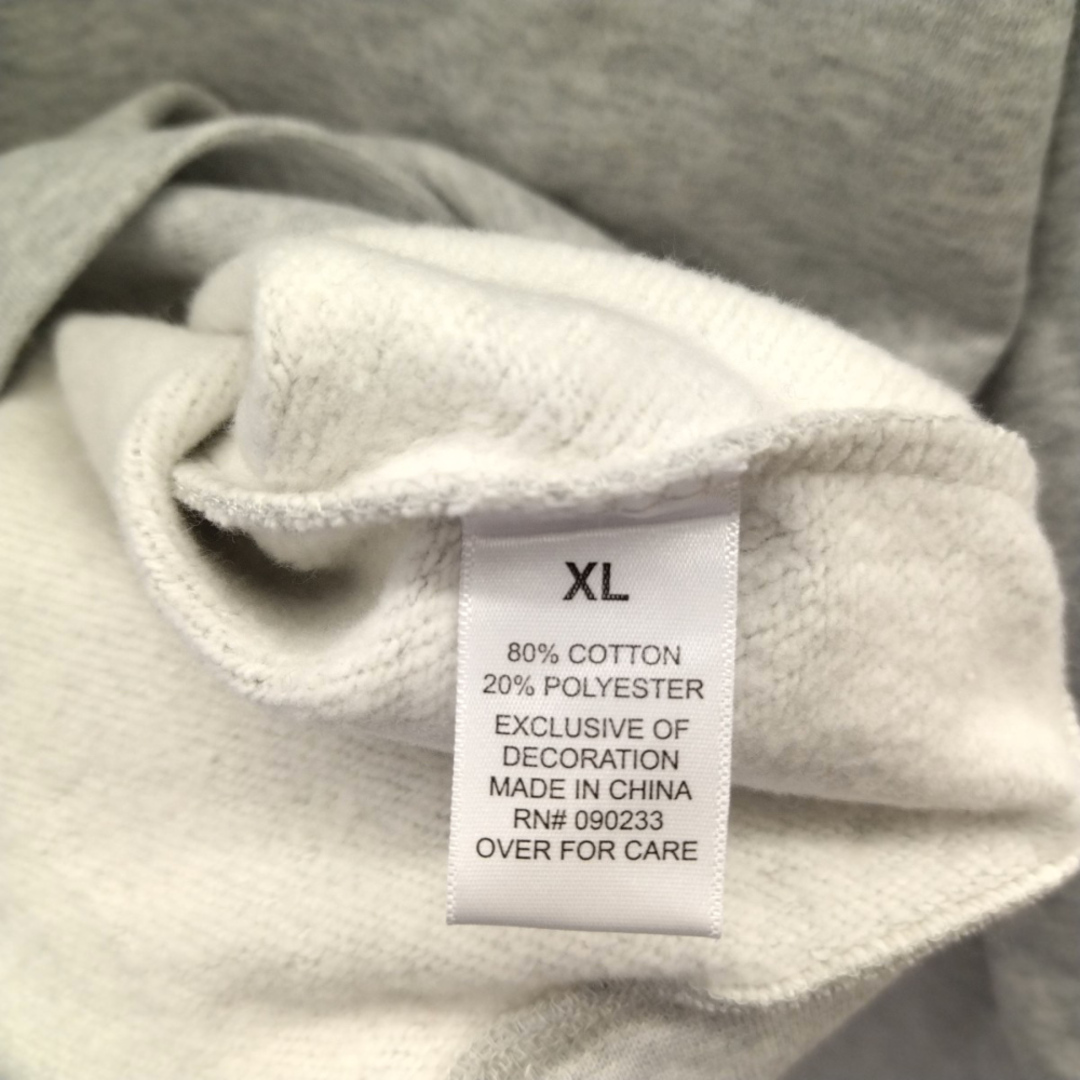 XL
80% COTTON
20% POLYESTER
EXCLUSIVE OF
DECORATION
MADE IN CHINA
RN# 090233
OVER FOR CARE